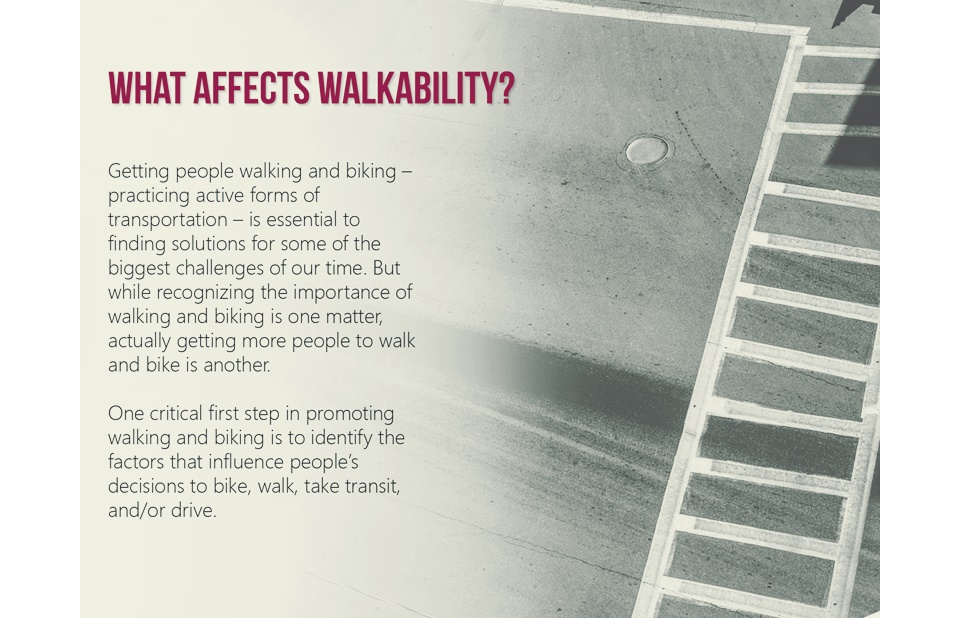 WHAT AFFECTS WALKABILITY?
Getting people walking and biking –
practicing active forms of
transportation – is essential to
finding solutions for some of the
biggest challenges of our time. But
while recognizing the importance of
walking and biking is one matter,
actually getting more people to walk
and bike is another.
One critical first step in promoting
walking and biking is to identify the
factors that influence people's
decisions to bike, walk, take transit,
and/or drive.